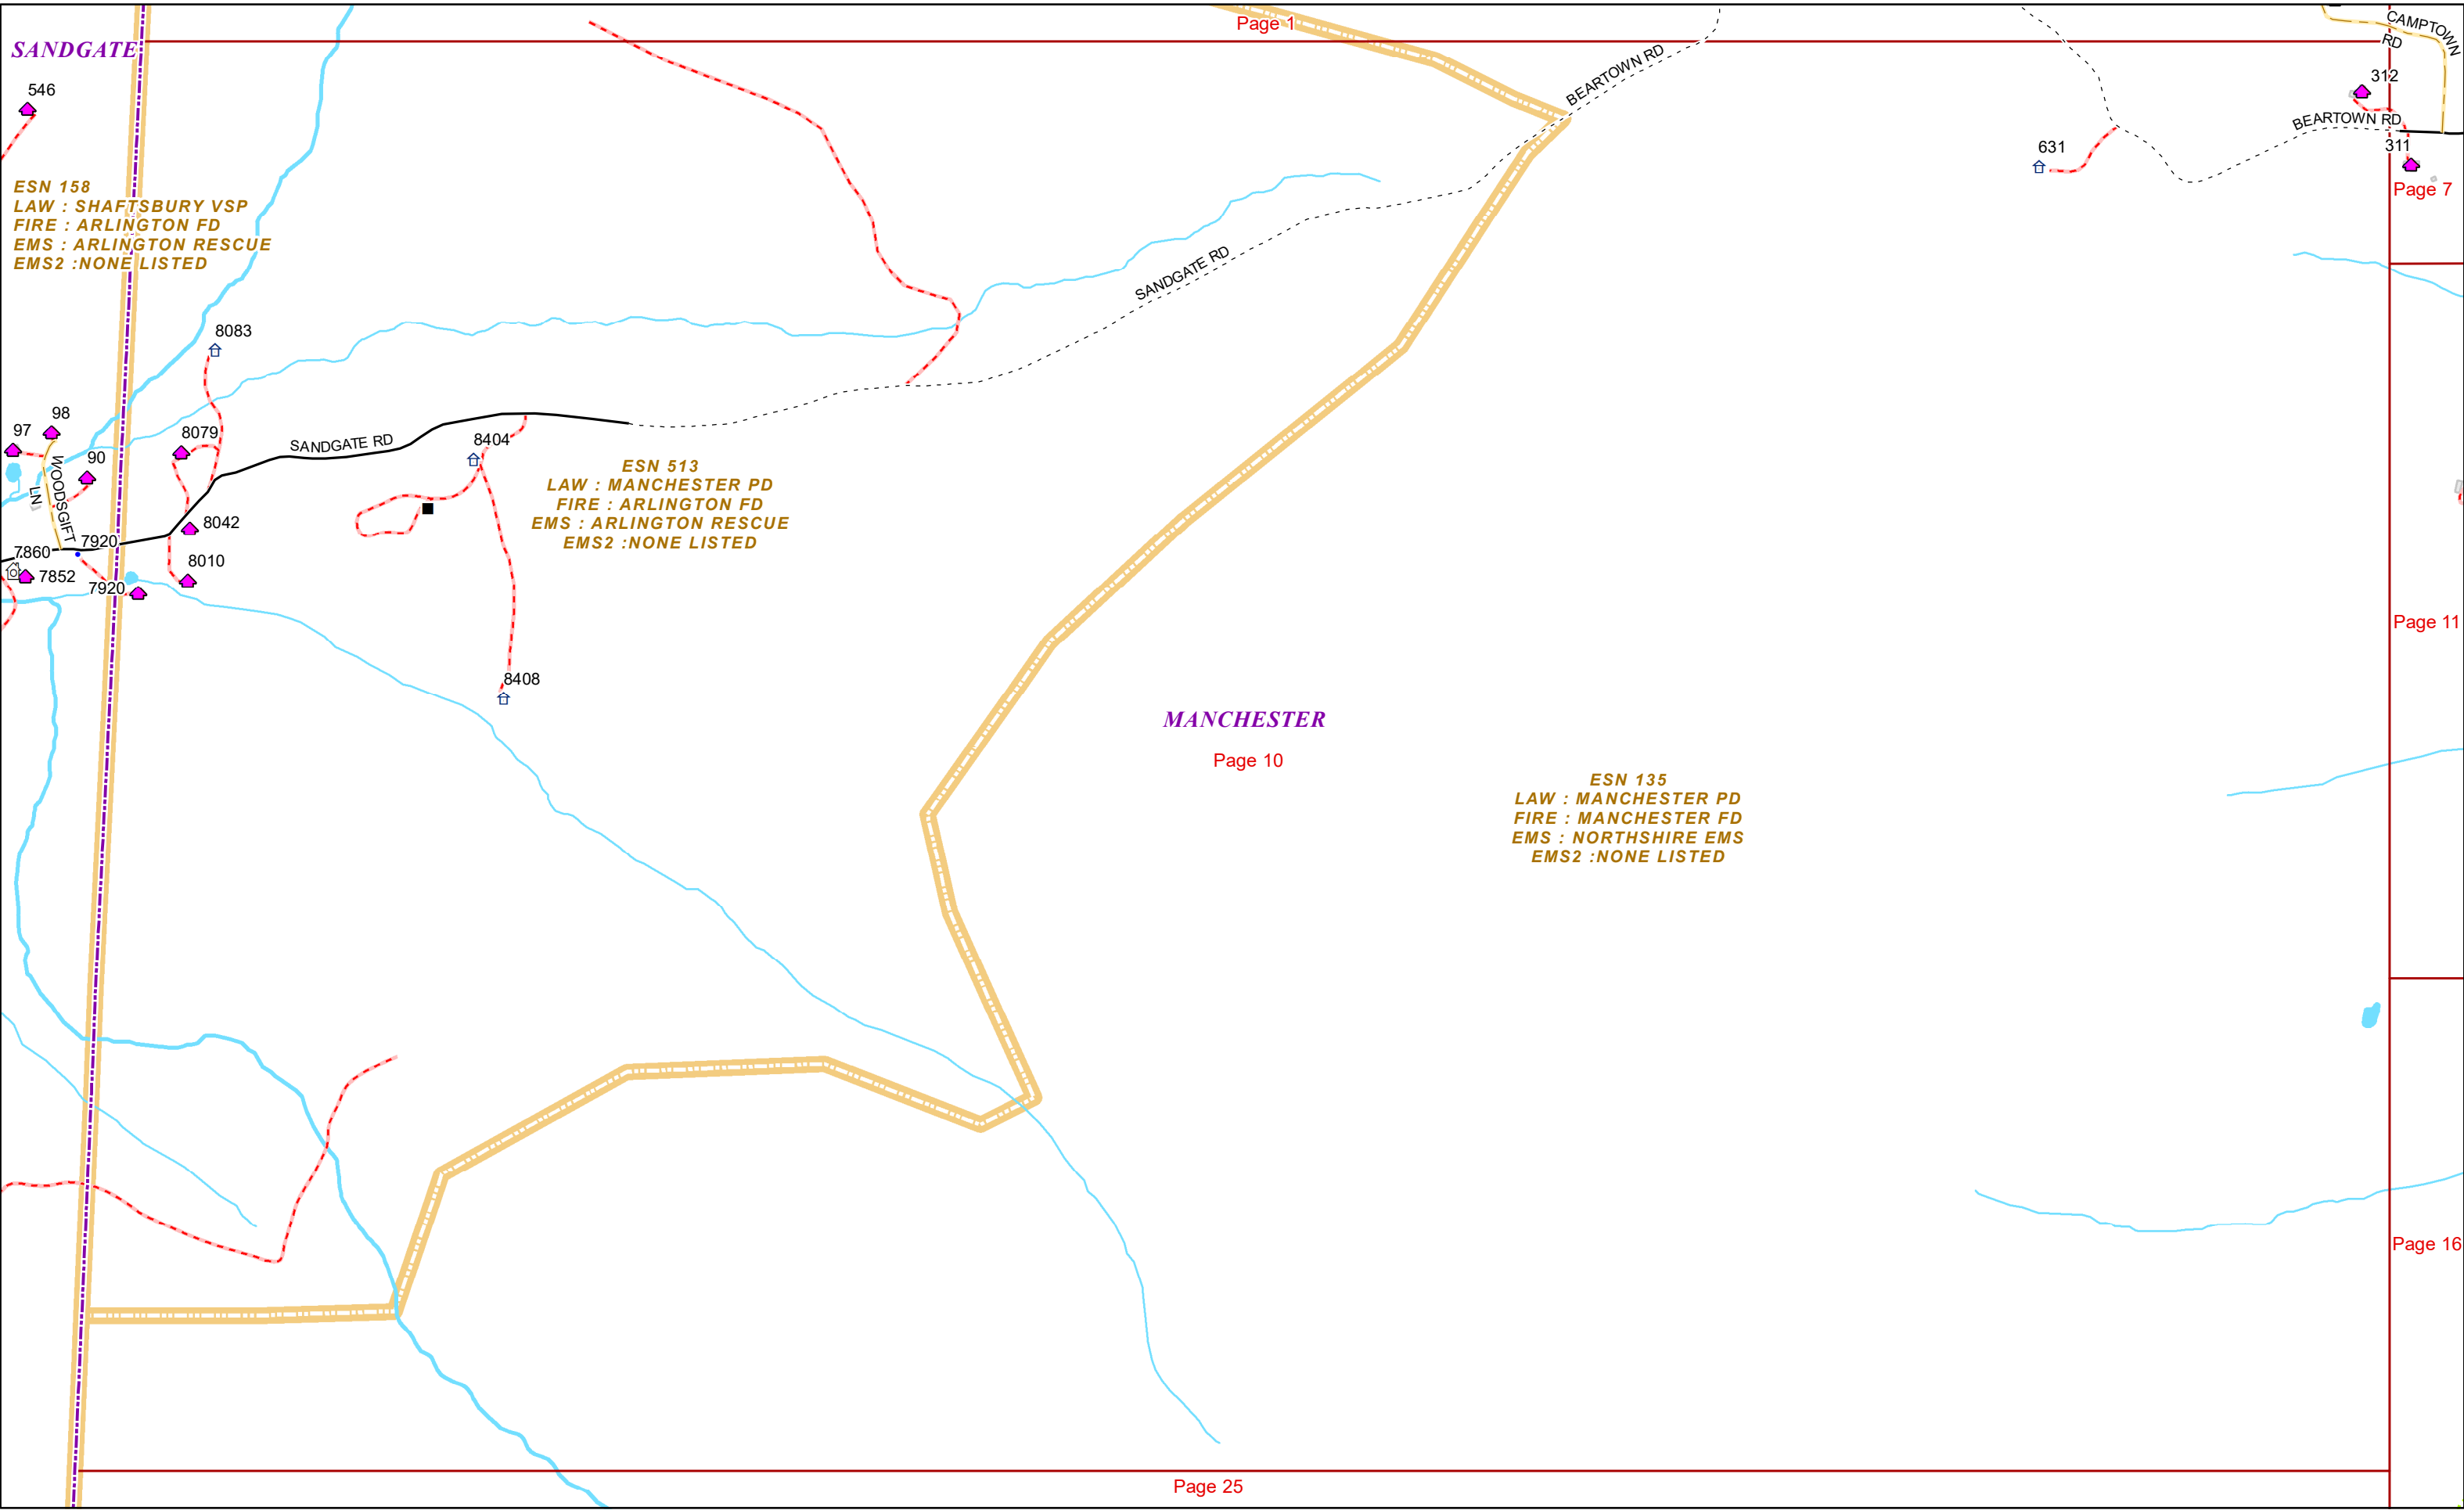 Page 1
CAMPTOWN
RD
SANDGATE
BEARTOWN RD
312
546
BEARTOWN RD
631
311
Page 7
ESN 158
LAW : SHAFTSBURY VSP
FIRE : ARLINGTON FD
EMS : ARLINGTON RESCUE
EMS2 :NONE LISTED
SANDGATE RD
8083
98
97
8079
SANDGATE RD
8404
90
WOODSGIFT
LN
ESN 513
LAW : MANCHESTER PD
FIRE : ARLINGTON FD
EMS : ARLINGTON RESCUE
EMS2 :NONE LISTED
8042
7920
7860
8010
7852
7920
Page 11
8408
MANCHESTER
Page 10
ESN 135
LAW : MANCHESTER PD
FIRE : MANCHESTER FD
EMS : NORTHSHIRE EMS
EMS2 :NONE LISTED
Page 16
Page 25